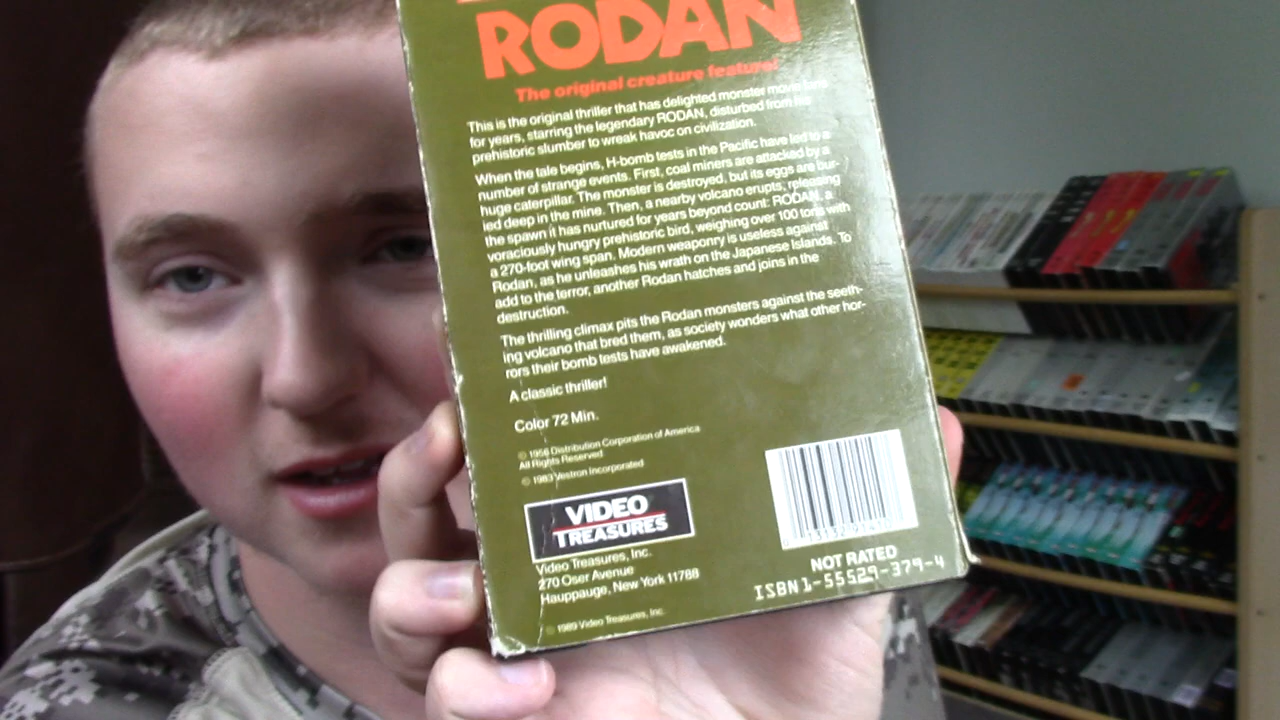 RODAN
The original creature feature!
This is the original thriller that has delighted monster movie fans
for years, starring the legendary RODAN, disturbed from his
prehistoric slumber to wreak havoc on civilization.
When the tale begins, H-bomb tests in the Pacific have led to a
number of strange events. First, coal miners are attacked by a
huge caterpillar. The monster is destroyed, but its eggs are bur-
ied deep in the mine. Then, a nearby volcano erupts, releasing
the spawn it has nurtured for years beyond count: RODAN, a
voraciously hungry prehistoric bird, weighing over 100 tons with
a 270-foot wing span. Modern weaponry is useless against
Rodan, as he unleashes his wrath on the Japanese Islands. To
add to the terror, another Rodan hatches and joins in the
destruction.
The thrilling climax pits the Rodan monsters against the seeth-
ing volcano that bred them, as society wonders what other hor-
rors their bomb tests have awakened.
A classic thriller!
Color 72 Min.
© 1956 Distribution Corporation of America
All Rights Reserved
© 1983 Vestron Incorporated
VIDEO
TREASURES
Video Treasures, Inc.
270 Oser Avenue
Hauppauge, New York 11788
© 1989 Video Treasures, Inc.
NOT RATED
ISBN 1-55529-379-4